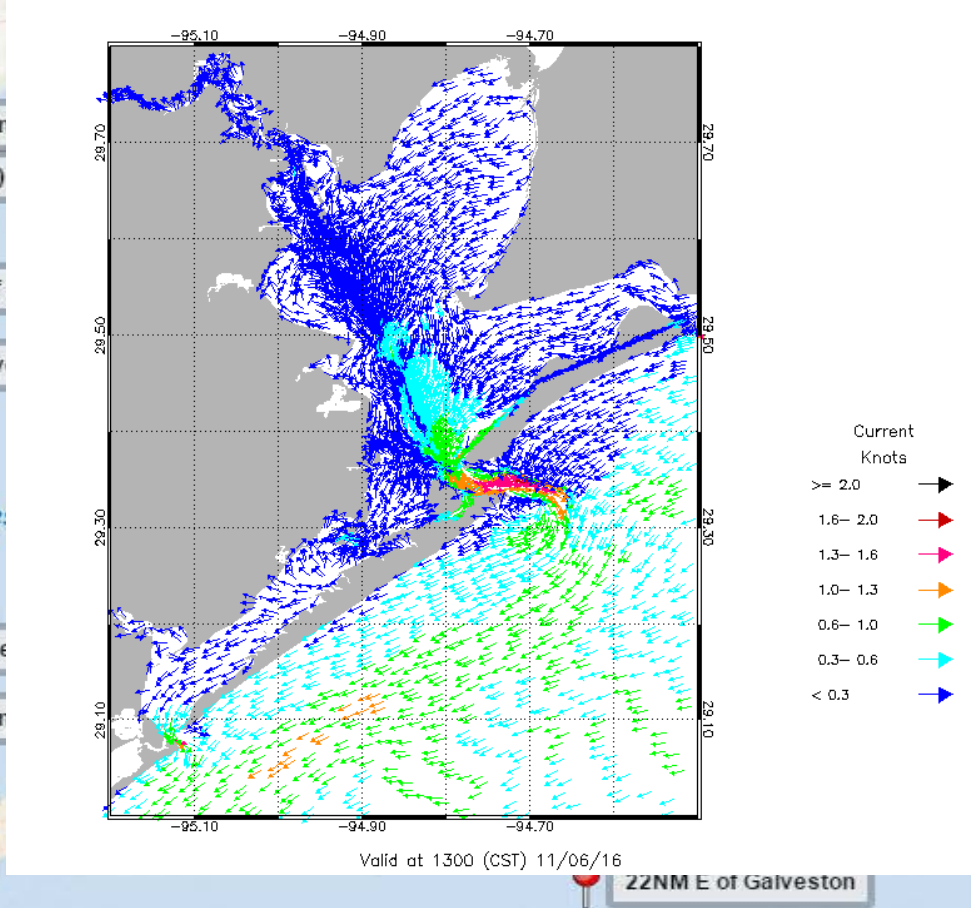 -95.10 -94.90 -94.70
29.70 29.70
29.50 29.50
29.30 29.30
29.10 29.10
-95.10 -94.90 -94.70
Current
Knots
>= 2.0
1.6- 2.0
1.3- 1.6
1.0- 1.3
0.6- 1.0
0.3- 0.6
< 0.3
Valid at 1300 (CST) 11/06/16
22NM E of Galveston